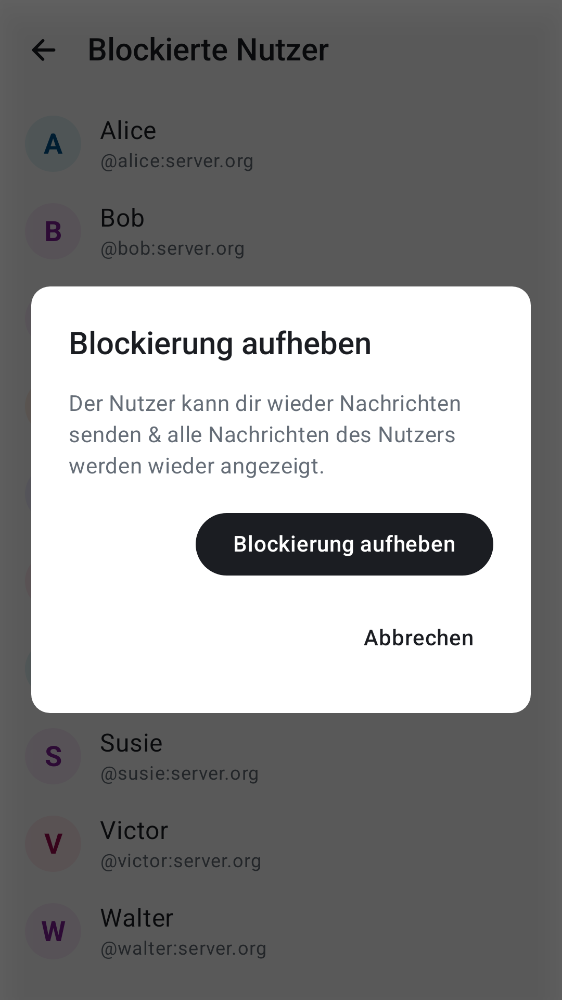 Blockierte Nutzer
A
Alice
@alice:server.org
B
Bob
@bob:server.org
Blockierung aufheben
Der Nutzer kann dir wieder Nachrichten
senden & alle Nachrichten des Nutzers
werden wieder angezeigt.
Blockierung aufheben
Abbrechen
S
Susie
@susie:server.org
V
Victor
@victor:server.org
W
Walter
@walter:server.org